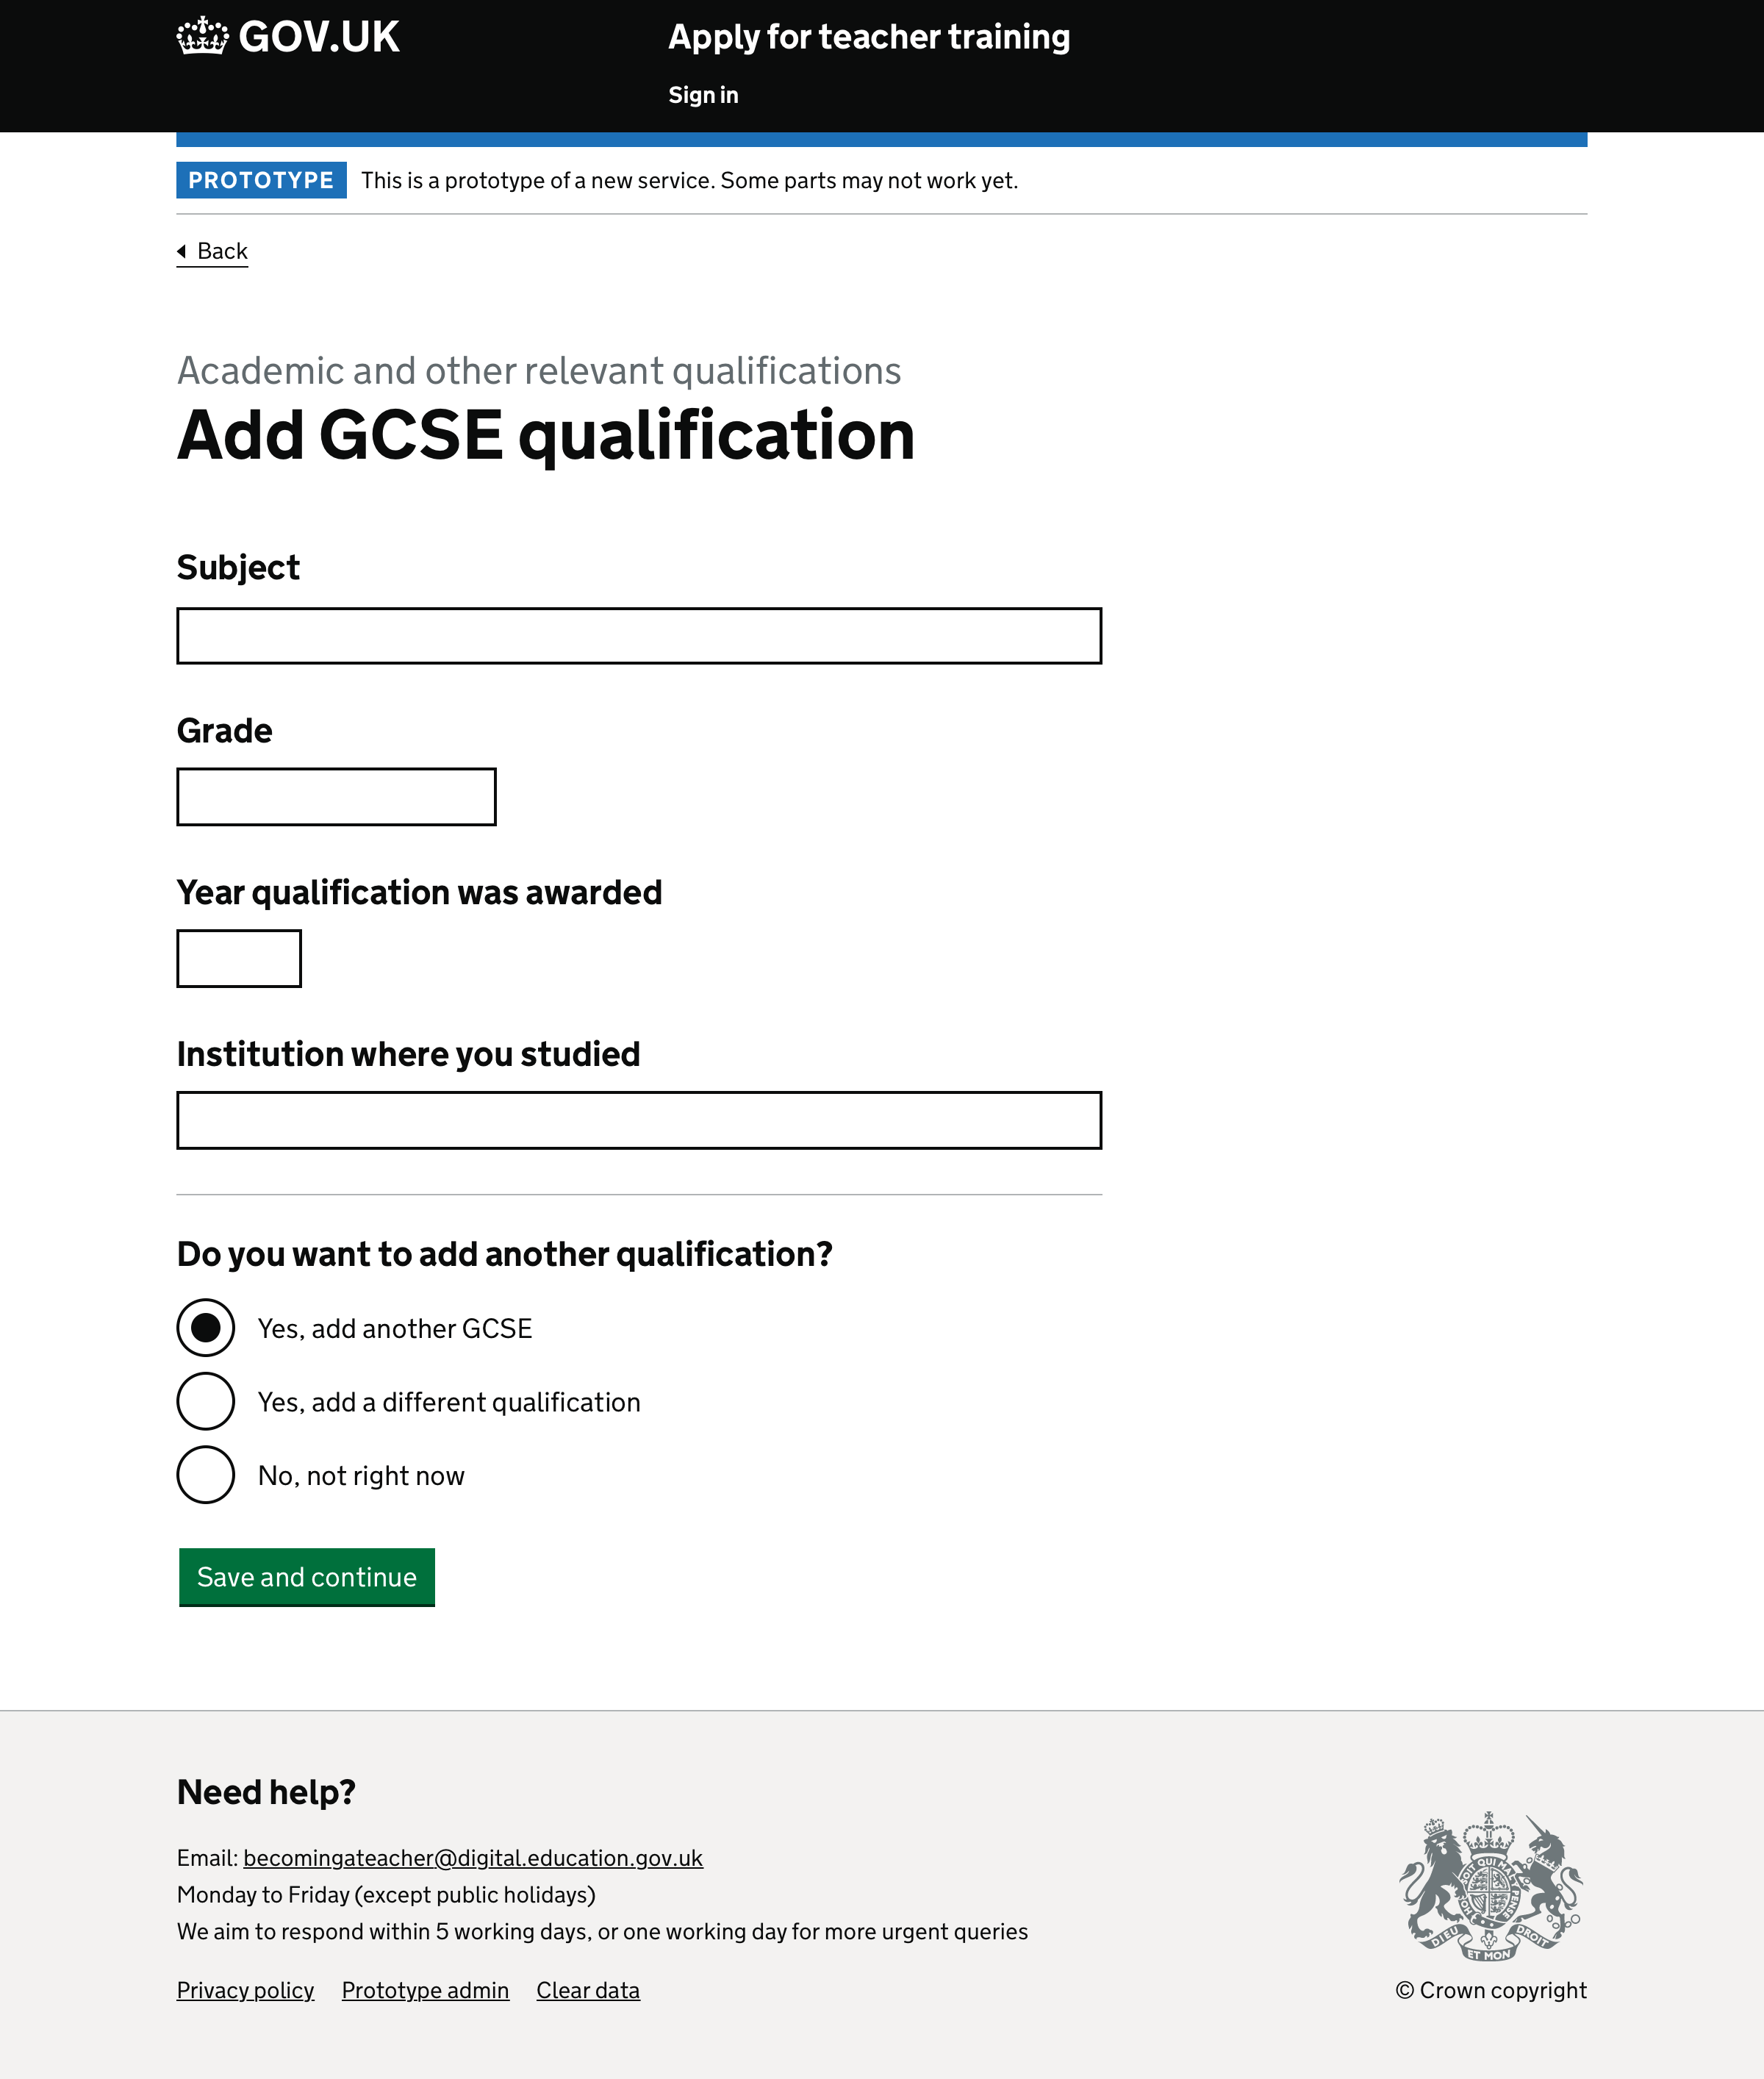 GOV.UK
Apply for teacher training
Sign in
PROTOTYPE This is a prototype of a new service. Some parts may not work yet.
Back
Academic and other relevant qualifications
Add GCSE qualification
Subject
Grade
Year qualification was awarded
Institution where you studied
Do you want to add another qualification?
Yes, add another GCSE
Yes, add a different qualification
No, not right now
Save and continue
Need help?
Email: becomingateacher@digital.education.gov.uk
Monday to Friday (except public holidays)
We aim to respond within 5 working days, or one working day for more urgent queries
Privacy policy Prototype admin Clear data
DIEU ET MON DROIT
© Crown copyright